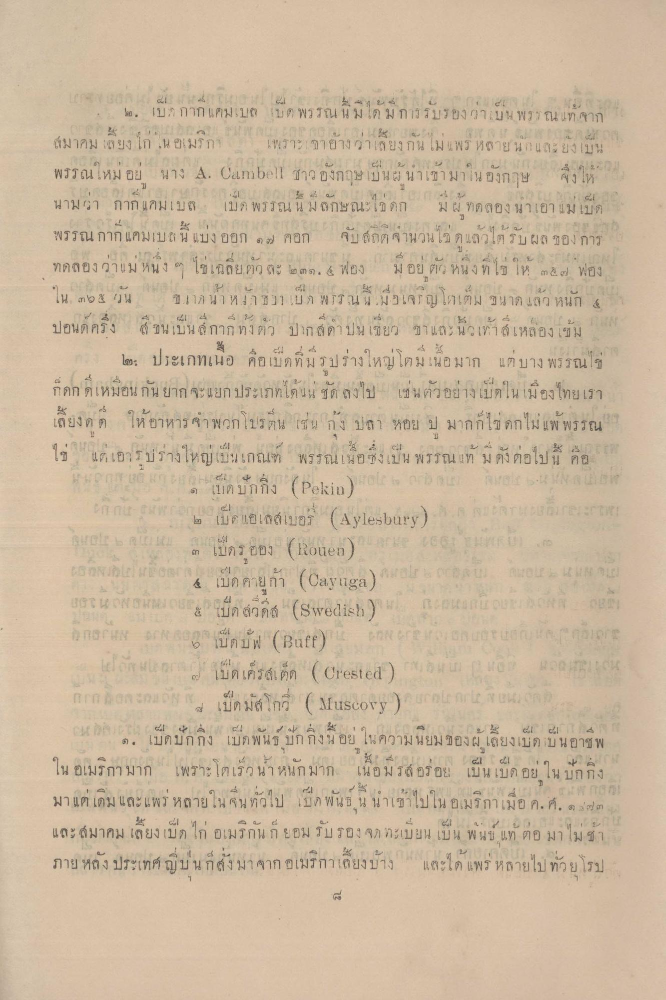 ๒. เป็ดกากีแคมเบล เป็ดพรรณนี้มิได้มีการรับรองว่าเป็นพรรณแท้จาก
สมาคมเลี้ยงไก่ในอเมริกา เพราะเขาอ้างว่าเลี้ยงกันไม่แพร่หลายนักและยังเป็น
พรรณใหม่อยู่ นาง A. Cambell ชาวอังกฤษเป็นผู้นำเข้ามาในอังกฤษ จึงให้
นามว่า กากีแคมเบล เป็ดพรรณนี้มีลักษณะไข่ดก มีผู้ทดลองนำเอาแม่เป็ด
พรรณกากีแคมเบลนี้แบ่งออก ๑๗ คอก จับสถิติจำนวนไข่ดูแล้วได้รับผลของการ
ทดลองว่าแม่หนึ่ง ๆ ไข่เฉลี่ยตัวละ ๒๓๑.๔ ฟอง มีอยู่ตัวหนึ่งที่ไข่ให้ ๓๕๗ ฟอง
ใน ๓๖๕ วัน ขนาดน้ำหนักของเป็ดพรรณนี้เมื่อเจริญโตเต็มขนาดแล้วหนัก ๔
ปอนด์ครึ่ง สีขนเป็นสีกากีทั้งตัว ปากสีดำปนเขียว ขาและนิ้วเท้าสีเหลืองเข้ม
๒. ประเภทเนื้อ คือเป็ดที่มีรูปร่างใหญ่โตมีเนื้อมาก แต่บางพรรณไข่
ก็ดกดีเหมือนกันยากจะแยกประเภทได้แน่ชัดลงไป เช่นตัวอย่างเป็ดในเมืองไทยเรา
เลี้ยงดูดี ให้อาหารจำพวกโปรตีน เช่น กุ้ง ปลา หอย ปู มากก็ไข่ดกไม่แพ้พรรณ
ไข่ แต่เอารูปร่างใหญ่เป็นเกณฑ์ พรรณเนื้อซึ่งเป็นพรรณแท้ มีดังต่อไปนี้ คือ
๑ เป็ดปักกิ่ง (Pekin)
๒ เป็ดแอเลสเบอรี่ (Aylesbury)
๓ เป็ดรูออง (Rouen)
๔ เป็ดคายูก้า (Cayuga)
๕ เป็ดสวีดิส (Swedish)
๖ เป็ดบัฟ (Buff)
๗ เป็ดเค็รสเต็ด (Crested)
๘ เป็ดมัสโกวี่ (Muscovy)
๑. เป็ดปักกิ่ง เป็ดพันธุ์ปักกิ่งนี้อยู่ในความนิยมของผู้เลี้ยงเป็ดเป็นอาชีพ
ในอเมริกามาก เพราะโตเร็วน้ำหนักมาก เนื้อมีรสอร่อย เป็นเป็ดอยู่ในปักกิ่ง
มาแต่เดิมและแพร่หลายในจีนทั่วไป เป็ดพันธุ์นี้นำเข้าไปในอเมริกาเมื่อ ค.ศ. ๑๘๗๓
และสมาคมเลี้ยงเป็ดไก่อเมริกันก็ยอมรับรองจดทะเบียนเป็นพันธุ์แท้ ต่อมาไม่ช้า
ภายหลังประเทศญี่ปุ่นก็สั่งมาจากอเมริกาเลี้ยงบ้าง และได้แพร่หลายไปทั่วยุโรป
๘